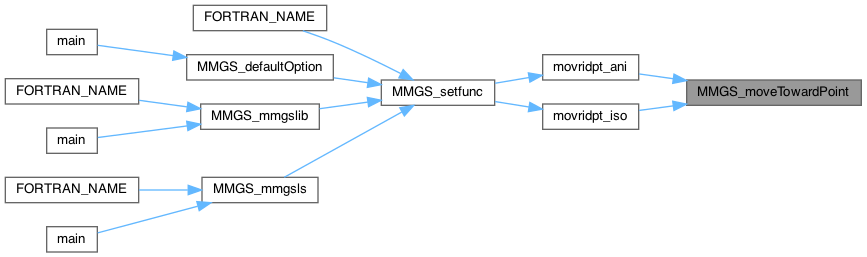 FORTRAN_NAME
main
MMGS_defaultOption
movridpt_ani
FORTRAN_NAME
MMGS_setfunc
MMGS_moveTowardPoint
MMGS_mmgslib
movridpt_iso
main
FORTRAN_NAME
MMGS_mmgsls
main